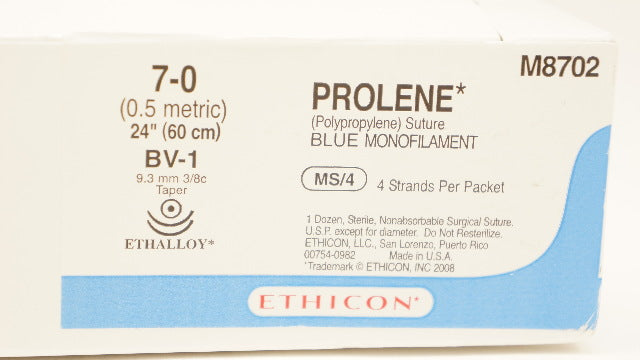 M8702
7-0
(0.5 metric)
24" (60 cm)
BV-1
9.3 mm 3/8c
Taper
ETHALLOY*
PROLENE*
(Polypropylene) Suture
BLUE MONOFILAMENT
MS/4 4 Strands Per Packet
1 Dozen, Sterile, Nonabsorbable Surgical Suture.
U.S.P. except for diameter. Do Not Resterilize.
ETHICON, LLC., San Lorenzo, Puerto Rico
00754-0982 Made in U.S.A.
*Trademark © ETHICON, INC 2008
ETHICON*